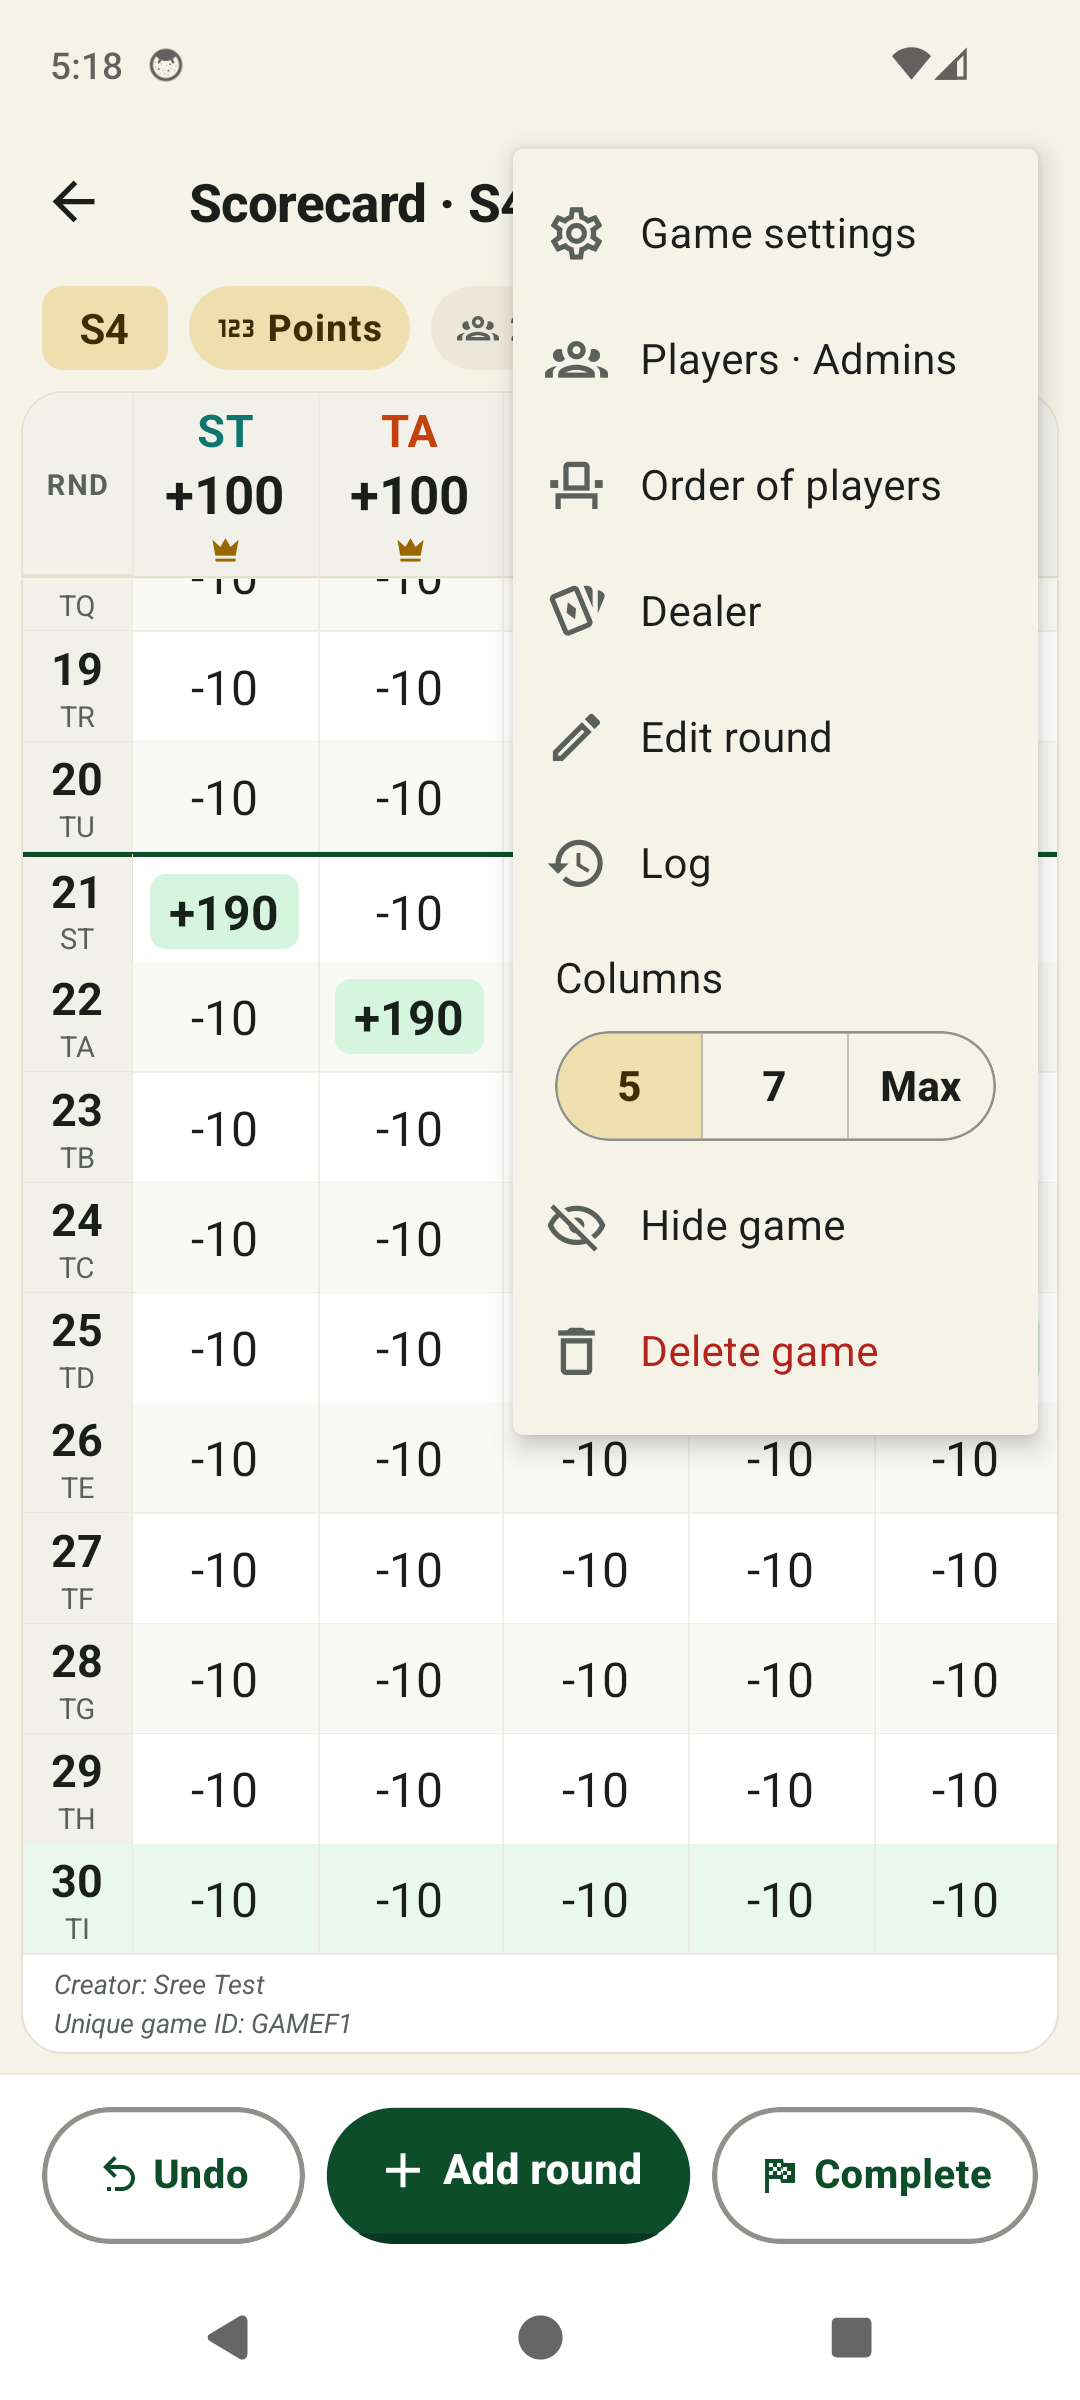 5:18
Scorecard · S4
S4
123 Points
RND
ST
TA
+100
+100
TQ
-10 -10
19
TR
-10 -10
20
TU
-10 -10
21
ST
+190 -10
22
TA
-10 +190
23
TB
-10 -10
24
TC
-10 -10
25
TD
-10 -10
26
TE
-10 -10 -10 -10 -10
27
TF
-10 -10 -10 -10 -10
28
TG
-10 -10 -10 -10 -10
29
TH
-10 -10 -10 -10 -10
30
TI
-10 -10 -10 -10 -10
Game settings
Players · Admins
Order of players
Dealer
Edit round
Log
Columns
5 7 Max
Hide game
Delete game
Creator: Sree Test
Unique game ID: GAMEF1
Undo
Add round
Complete